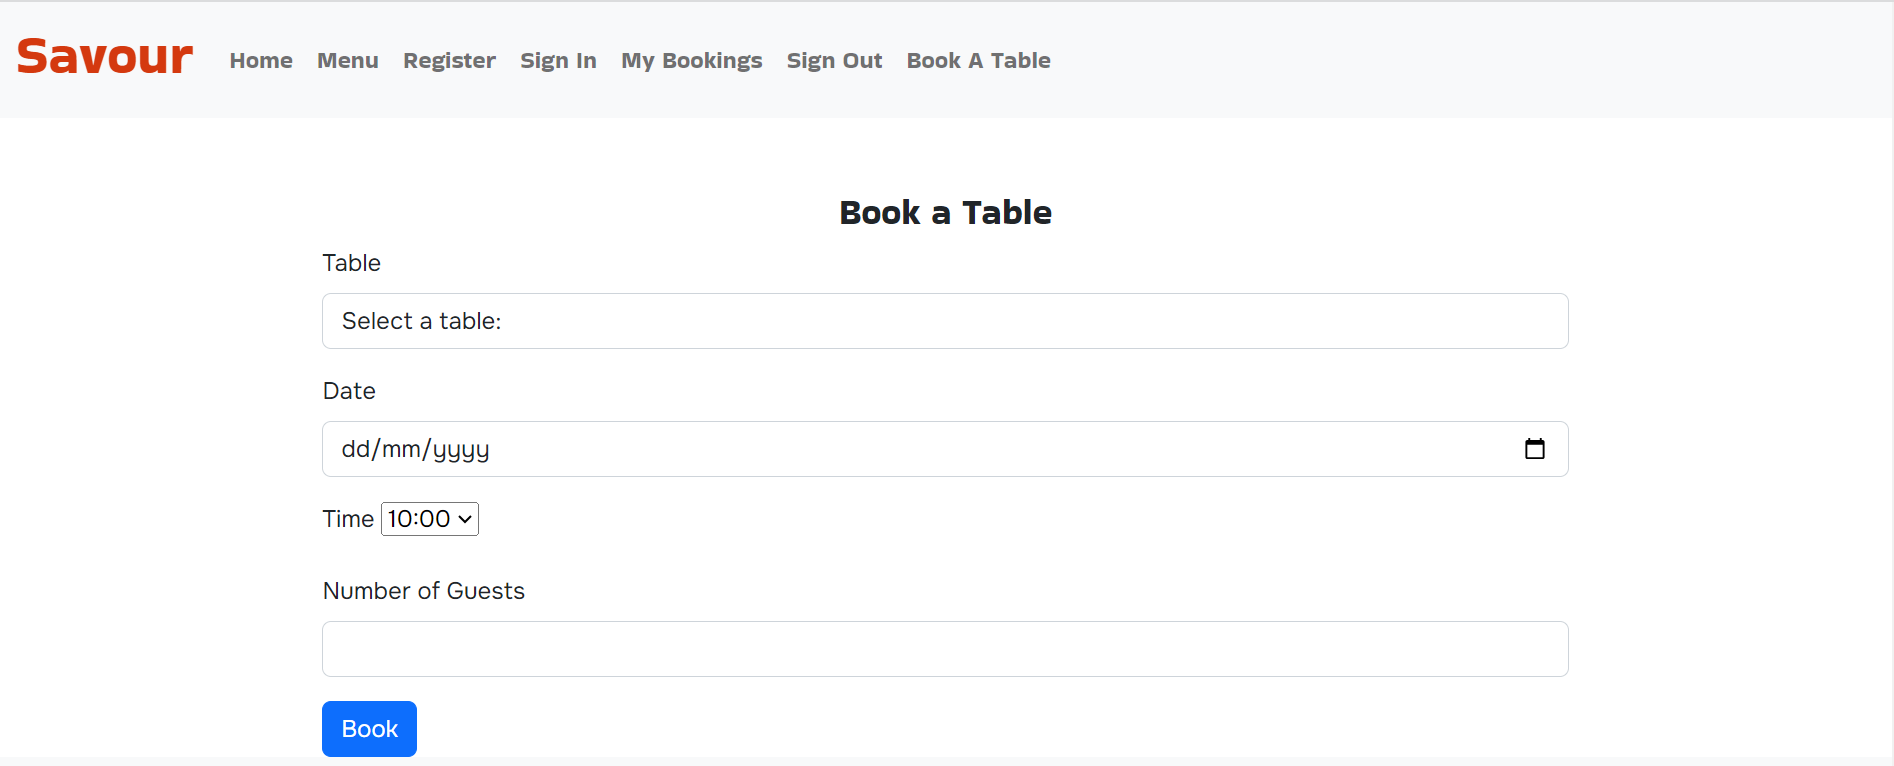 Savour Home Menu Register Sign In My Bookings Sign Out Book A Table
Book a Table
Table
Select a table:
Date
dd/mm/yyyy
Time 10:00
Number of Guests
Book